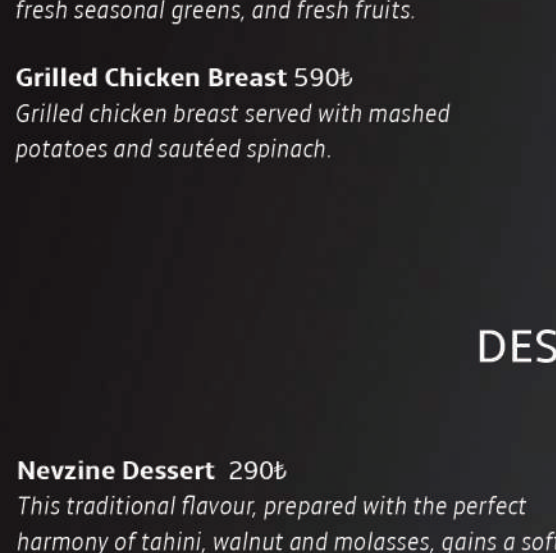 fresh seasonal greens, and fresh fruits.
Grilled Chicken Breast 590₺
Grilled chicken breast served with mashed
potatoes and sautéed spinach.
DES
Nevzine Dessert 290₺
This traditional flavour, prepared with the perfect
harmony of tahini, walnut and molasses, gains a sof